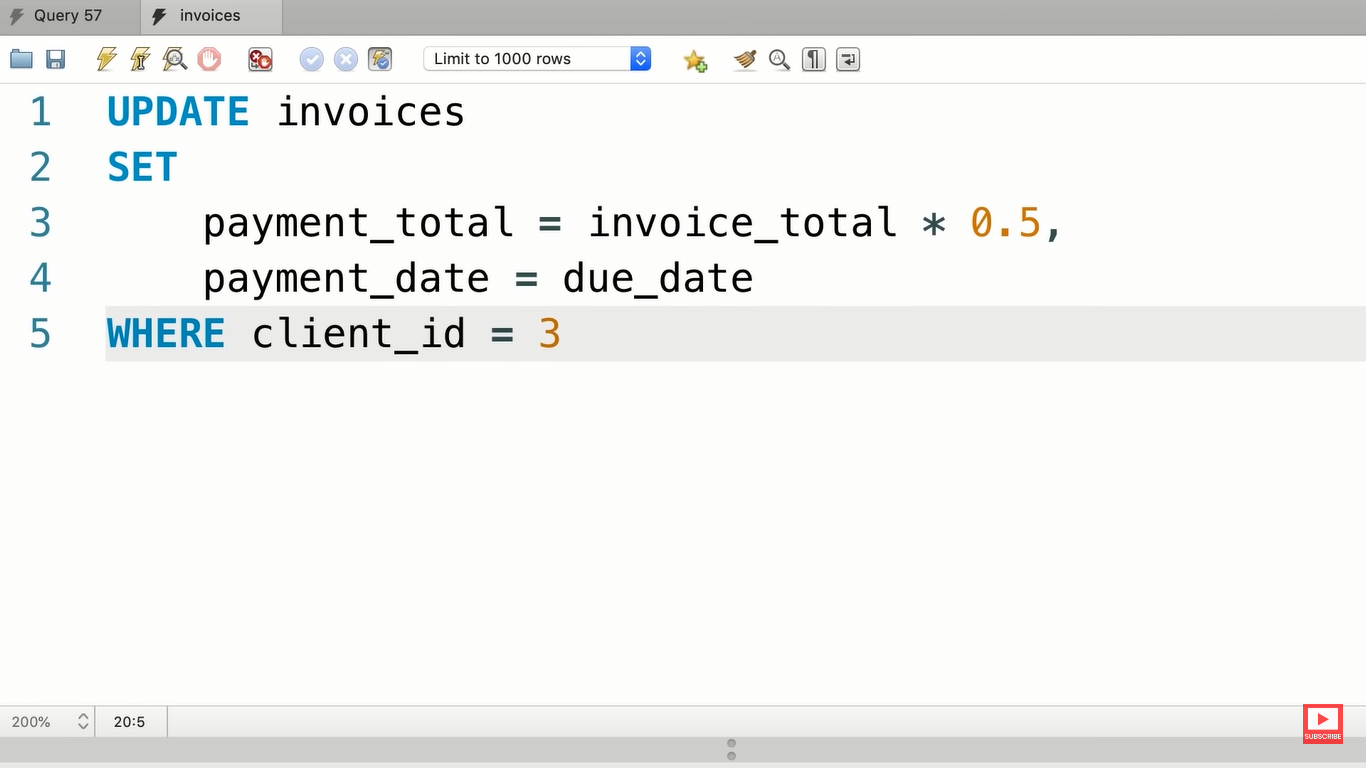 Query 57
invoices
Limit to 1000 rows
1 UPDATE invoices
2 SET
3     payment_total = invoice_total * 0.5,
4     payment_date = due_date
5 WHERE client_id = 3
200%
20:5
SUBSCRIBE